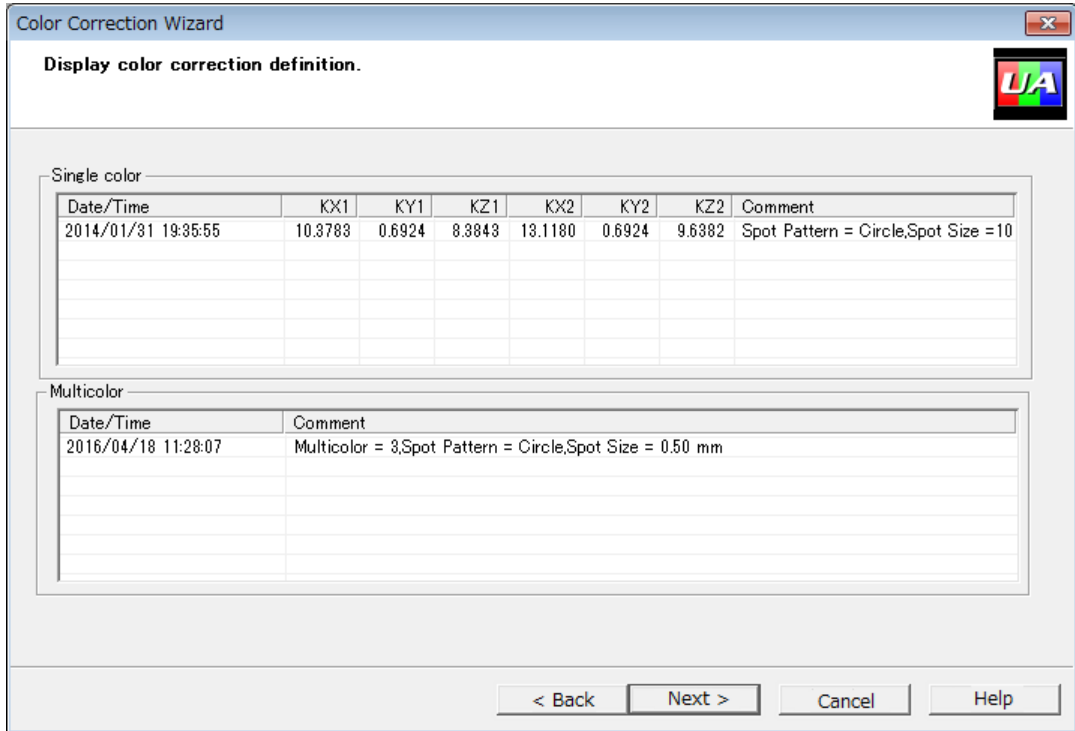 Color Correction Wizard
Display color correction definition.
UA
Single color
Date/Time KX1 KY1 KZ1 KX2 KY2 KZ2 Comment
2014/01/31 19:35:55 10.3783 0.6924 8.3843 13.1180 0.6924 9.6382 Spot Pattern = Circle,Spot Size =10
Multicolor
Date/Time Comment
2016/04/18 11:28:07 Multicolor = 3,Spot Pattern = Circle,Spot Size = 0.50 mm
< Back Next > Cancel Help